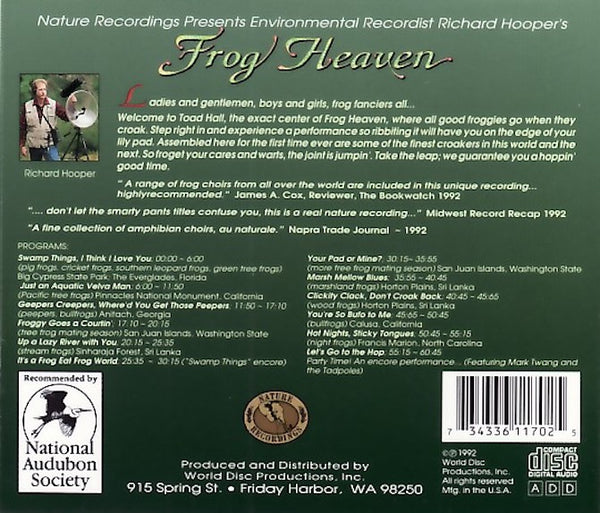 Nature Recordings Presents Environmental Recordist Richard Hooper's
Frog Heaven
Richard Hooper
Ladies and gentlemen, boys and girls, frog fanciers all...
Welcome to Toad Hall, the exact center of Frog Heaven, where all good froggies go when they
croak. Step right in and experience a performance so ribbiting it will have you on the edge of your
lily pad. Assembled here for the first time ever are some of the finest croakers in this world and the
next. So froget your cares and warts, the joint is jumpin'. Take the leap; we guarantee you a hoppin'
good time.
" A range of frog choirs from all over the world are included in this unique recording...
highlyrecommended." James A. Cox, Reviewer, The Bookwatch 1992
".... don't let the smarty pants titles confuse you, this is a real nature recording..." Midwest Record Recap 1992
"A fine collection of amphibian choirs, au naturale." Napra Trade Journal ~ 1992
PROGRAMS:
Swamp Things, I Think I Love You: 00:00 ~ 6:00
(pig frogs, cricket frogs, southern leopard frogs, green tree frogs)
Big Cypress State Park: The Everglades, Florida
Just an Aquatic Velva Man: 6:00 ~ 11:50
(Pacific tree frogs) Pinnacles National Monument, California
Geepers Creepers, Where'd You Get Those Peepers: 11:50 ~ 17:10
(peepers, bullfrogs) Anitach, Georgia
Froggy Goes a Courtin': 17:10 ~ 20:15
(tree frog mating season) San Juan Islands, Washington State
Up a Lazy River with You: 20:15 ~ 25:35
(stream frogs) Sinharaja Forest, Sri Lanka
It's a Frog Eat Frog World: 25:35 ~ 30:15 ("Swamp Things" encore)
Your Pad or Mine?: 30:15~ 35:55
(more tree frog mating season) San Juan Islands, Washington State
Marsh Mellow Blues: 35:55 ~ 40:45
(marshland frogs) Horton Plains, Sri Lanka
Clickity Clack, Don't Croak Back: 40:45 ~ 45:65
(wood frogs) Horton Plains, Sri Lanka
You're So Bufo to Me: 45:65 ~ 50:45
(bullfrogs) Calusa, California
Hot Nights, Sticky Tongues: 50:45 ~ 55:15
(night frogs) Francis Marion, North Carolina
Let's Go to the Hop: 55:15 ~ 60:45
Party Time! An encore performance... (Featuring Mark Twang and
the Tadpoles)
Recommended by
National
Audubon
Society
NATURE
RECORDINGS
Produced and Distributed by
World Disc Productions, Inc.
915 Spring St. • Friday Harbor, WA 98250
7 34336 11702 5
©℗ 1992
World Disc
Productions, Inc.
All rights reserved
Mfg. in the U.S.A.
COMPACT
disc
DIGITAL AUDIO
A D D